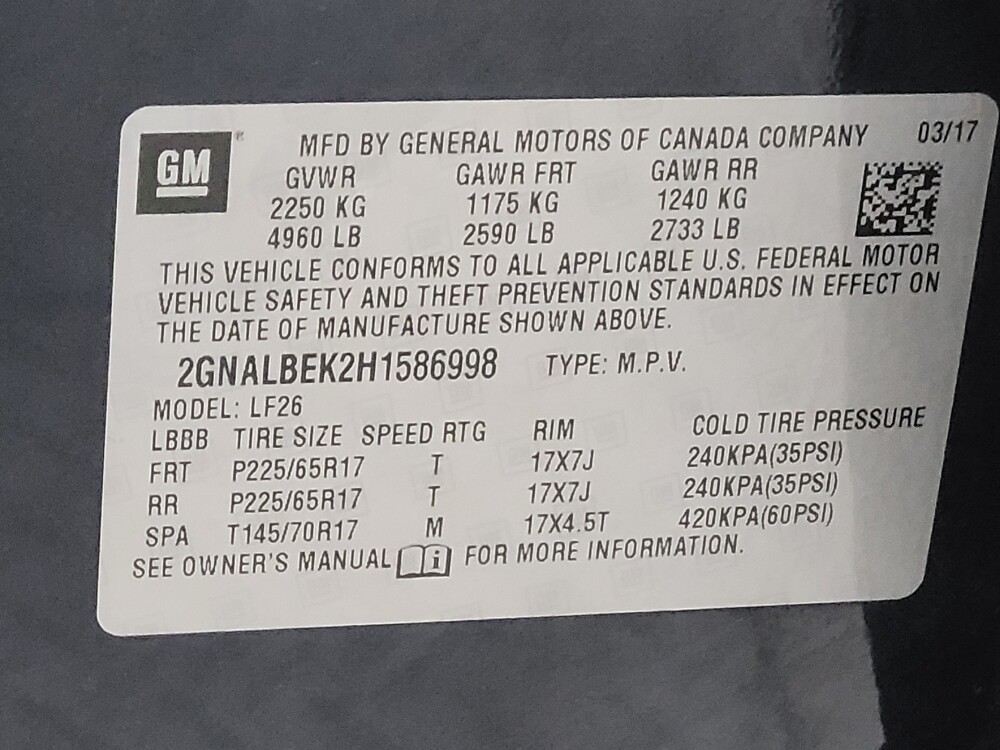 GM
MFD BY GENERAL MOTORS OF CANADA COMPANY 03/17
GVWR GAWR FRT GAWR RR
2250 KG 1175 KG 1240 KG
4960 LB 2590 LB 2733 LB
THIS VEHICLE CONFORMS TO ALL APPLICABLE U.S. FEDERAL MOTOR
VEHICLE SAFETY AND THEFT PREVENTION STANDARDS IN EFFECT ON
THE DATE OF MANUFACTURE SHOWN ABOVE.
2GNALBEK2H1586998 TYPE: M.P.V.
MODEL: LF26
LBBB TIRE SIZE SPEED RTG RIM COLD TIRE PRESSURE
FRT P225/65R17 T 17X7J 240KPA(35PSI)
RR P225/65R17 T 17X7J 240KPA(35PSI)
SPA T145/70R17 M 17X4.5T 420KPA(60PSI)
SEE OWNER'S MANUAL i FOR MORE INFORMATION.